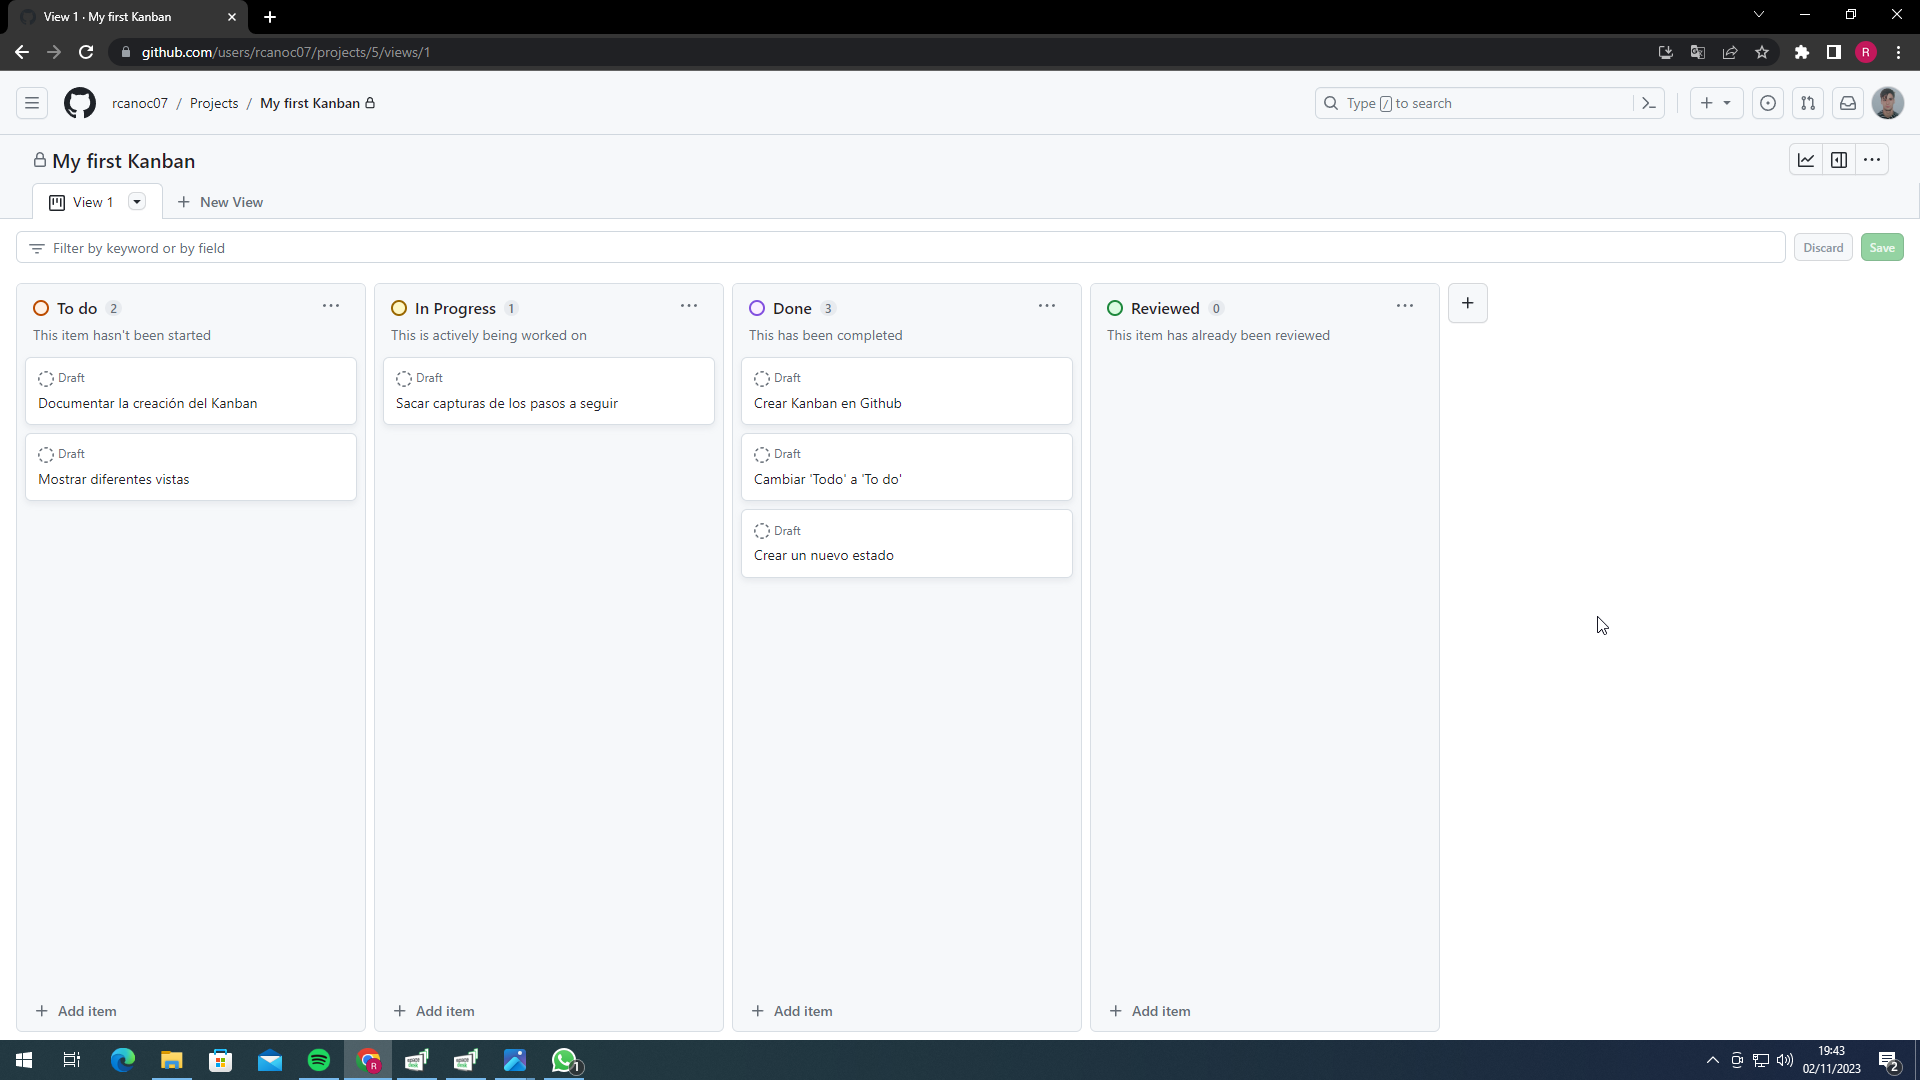 View 1 · My first Kanban
github.com/users/rcanoc07/projects/5/views/1
R
rcanoc07 / Projects / My first Kanban
Type / to search
My first Kanban
View 1
New View
Filter by keyword or by field
Discard
Save
To do 2
This item hasn't been started
Draft
Documentar la creación del Kanban
Draft
Mostrar diferentes vistas
Add item
In Progress 1
This is actively being worked on
Draft
Sacar capturas de los pasos a seguir
Add item
Done 3
This has been completed
Draft
Crear Kanban en Github
Draft
Cambiar 'Todo' a 'To do'
Draft
Crear un nuevo estado
Add item
Reviewed 0
This item has already been reviewed
Add item
R
1
19:43
02/11/2023
2